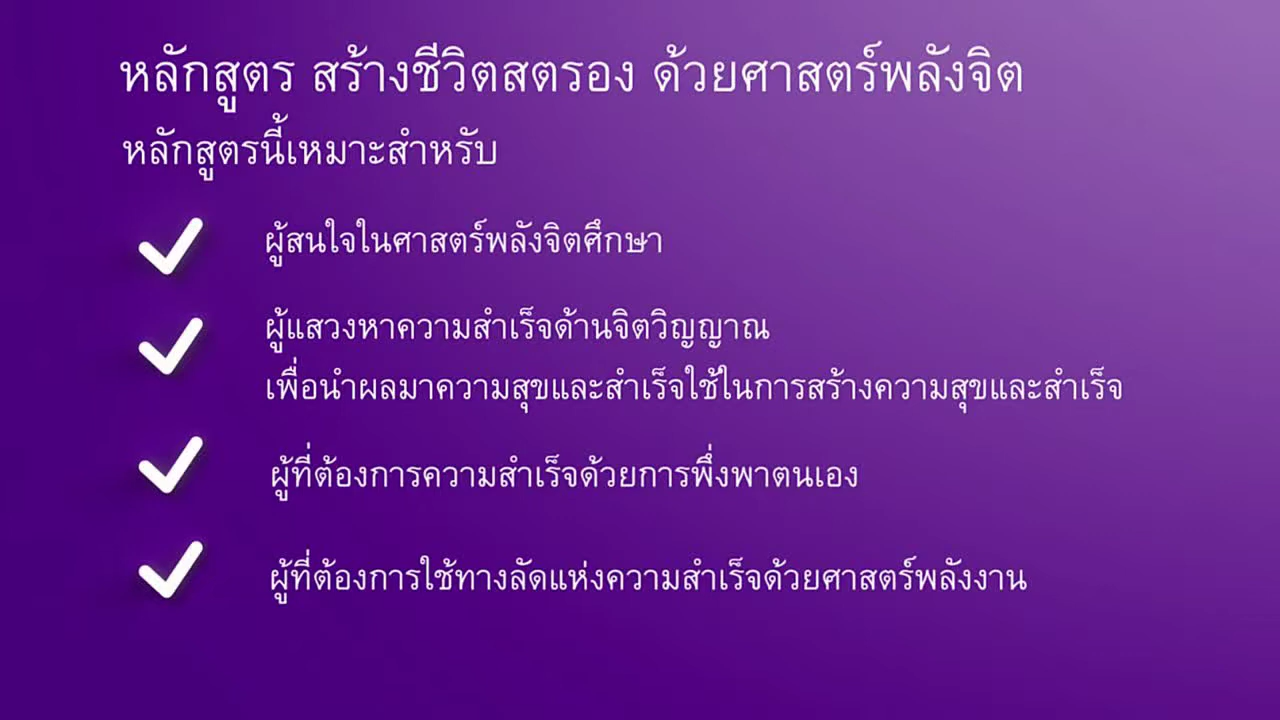 หลักสูตร สร้างชีวิตสตรอง ด้วยศาสตร์พลังจิต
หลักสูตรนี้เหมาะสำหรับ
ผู้สนใจในศาสตร์พลังจิตศึกษา
ผู้แสวงหาความสำเร็จด้านจิตวิญญาณ
เพื่อนำผลมาความสุขและสำเร็จใช้ในการสร้างความสุขและสำเร็จ
ผู้ที่ต้องการความสำเร็จด้วยการพึ่งพาตนเอง
ผู้ที่ต้องการใช้ทางลัดแห่งความสำเร็จด้วยศาสตร์พลังงาน